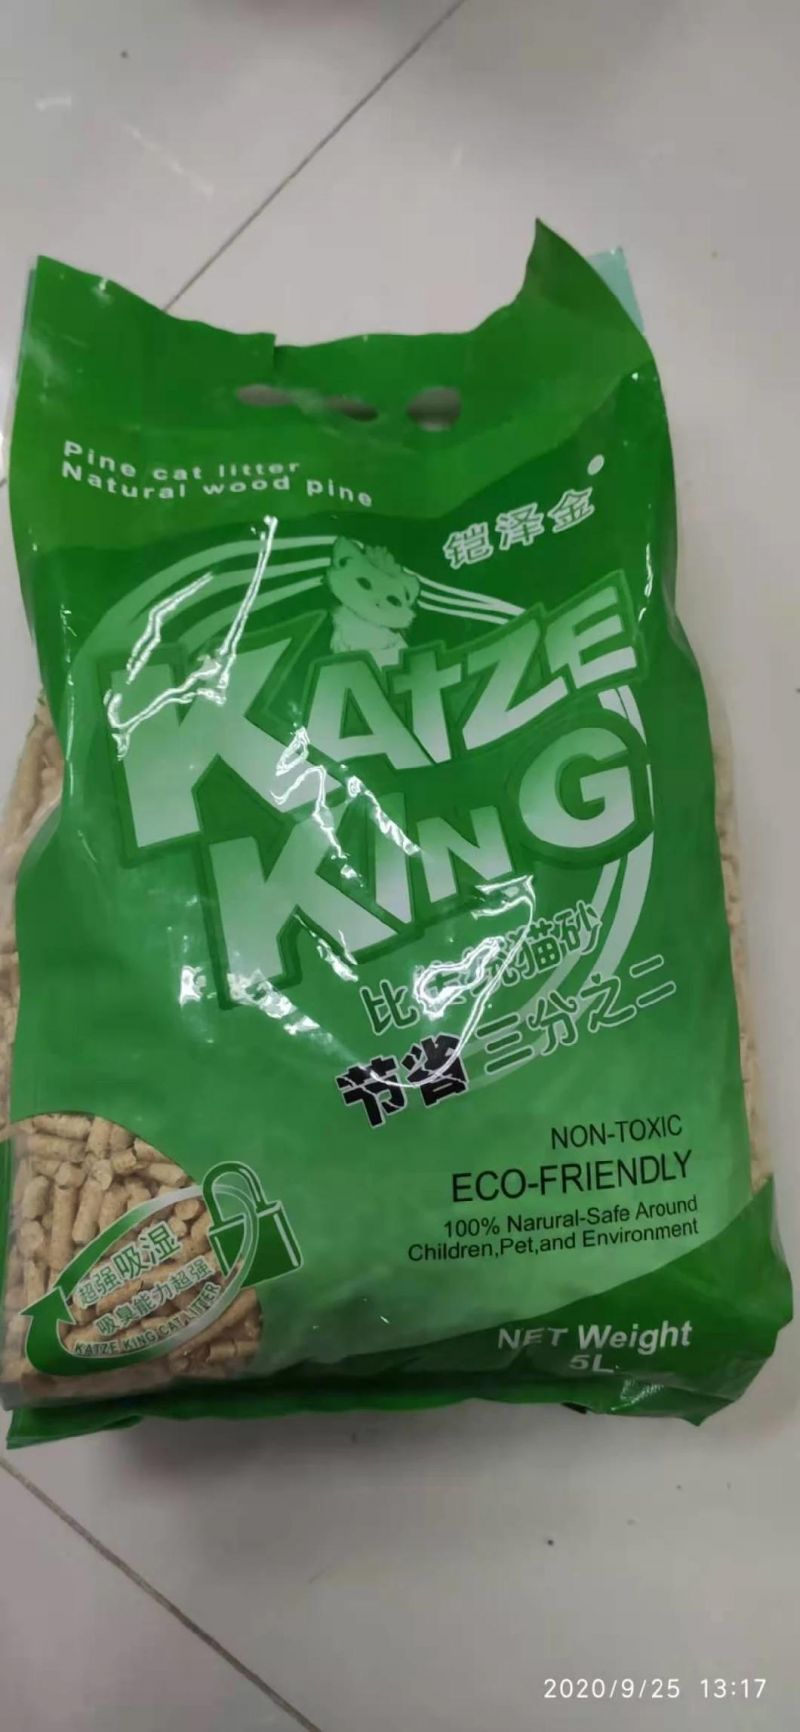 Pine cat litter
Natural wood pine
铠泽金
KATZE
KING
比传统猫砂
节省三分之二
NON-TOXIC
ECO-FRIENDLY
100% Narural-Safe Around
Children,Pet,and Environment
超强吸湿
吸臭能力超强
KATZE KING CAT LITTER
NET Weight
5L
2020/9/25 13:17